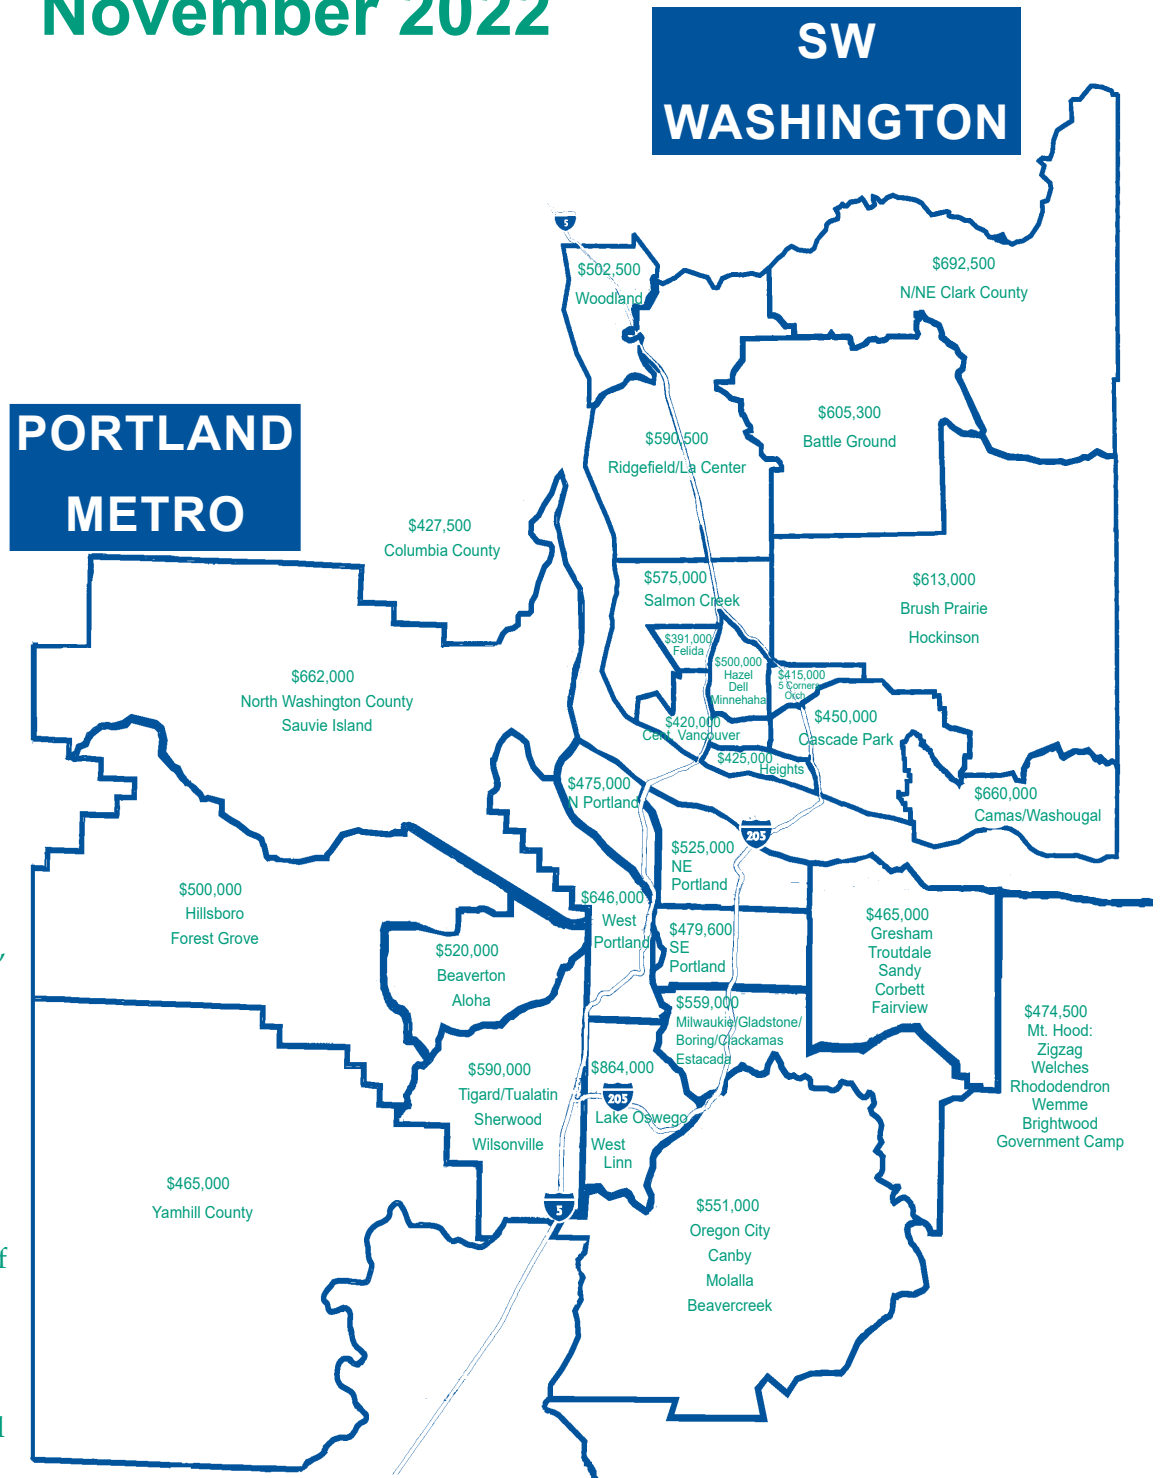 November 2022
SW
WASHINGTON
5
$502,500
Woodland
$692,500
N/NE Clark County
$605,300
Battle Ground
$590,500
Ridgefield/La Center
PORTLAND
METRO
$427,500
Columbia County
$575,000
Salmon Creek
$613,000
Brush Prairie
Hockinson
$391,000
Felida
$500,000
Hazel
Dell
Minnehaha
$415,000
5 Corners
Orch.
$662,000
North Washington County
Sauvie Island
$420,000
Cent. Vancouver
$450,000
Cascade Park
$425,000
Heights
$475,000
N Portland
$660,000
Camas/Washougal
205
$525,000
NE
Portland
$500,000
Hillsboro
Forest Grove
$646,000
West
Portland
$465,000
Gresham
Troutdale
Sandy
Corbett
Fairview
$479,600
SE
Portland
$520,000
Beaverton
Aloha
$559,000
Milwaukie/Gladstone/
Boring/Clackamas
Estacada
$474,500
Mt. Hood:
Zigzag
Welches
Rhododendron
Wemme
Brightwood
Government Camp
$590,000
Tigard/Tualatin
Sherwood
Wilsonville
$864,000
205
Lake Oswego
West
Linn
$465,000
Yamhill County
5
$551,000
Oregon City
Canby
Molalla
Beavercreek
f